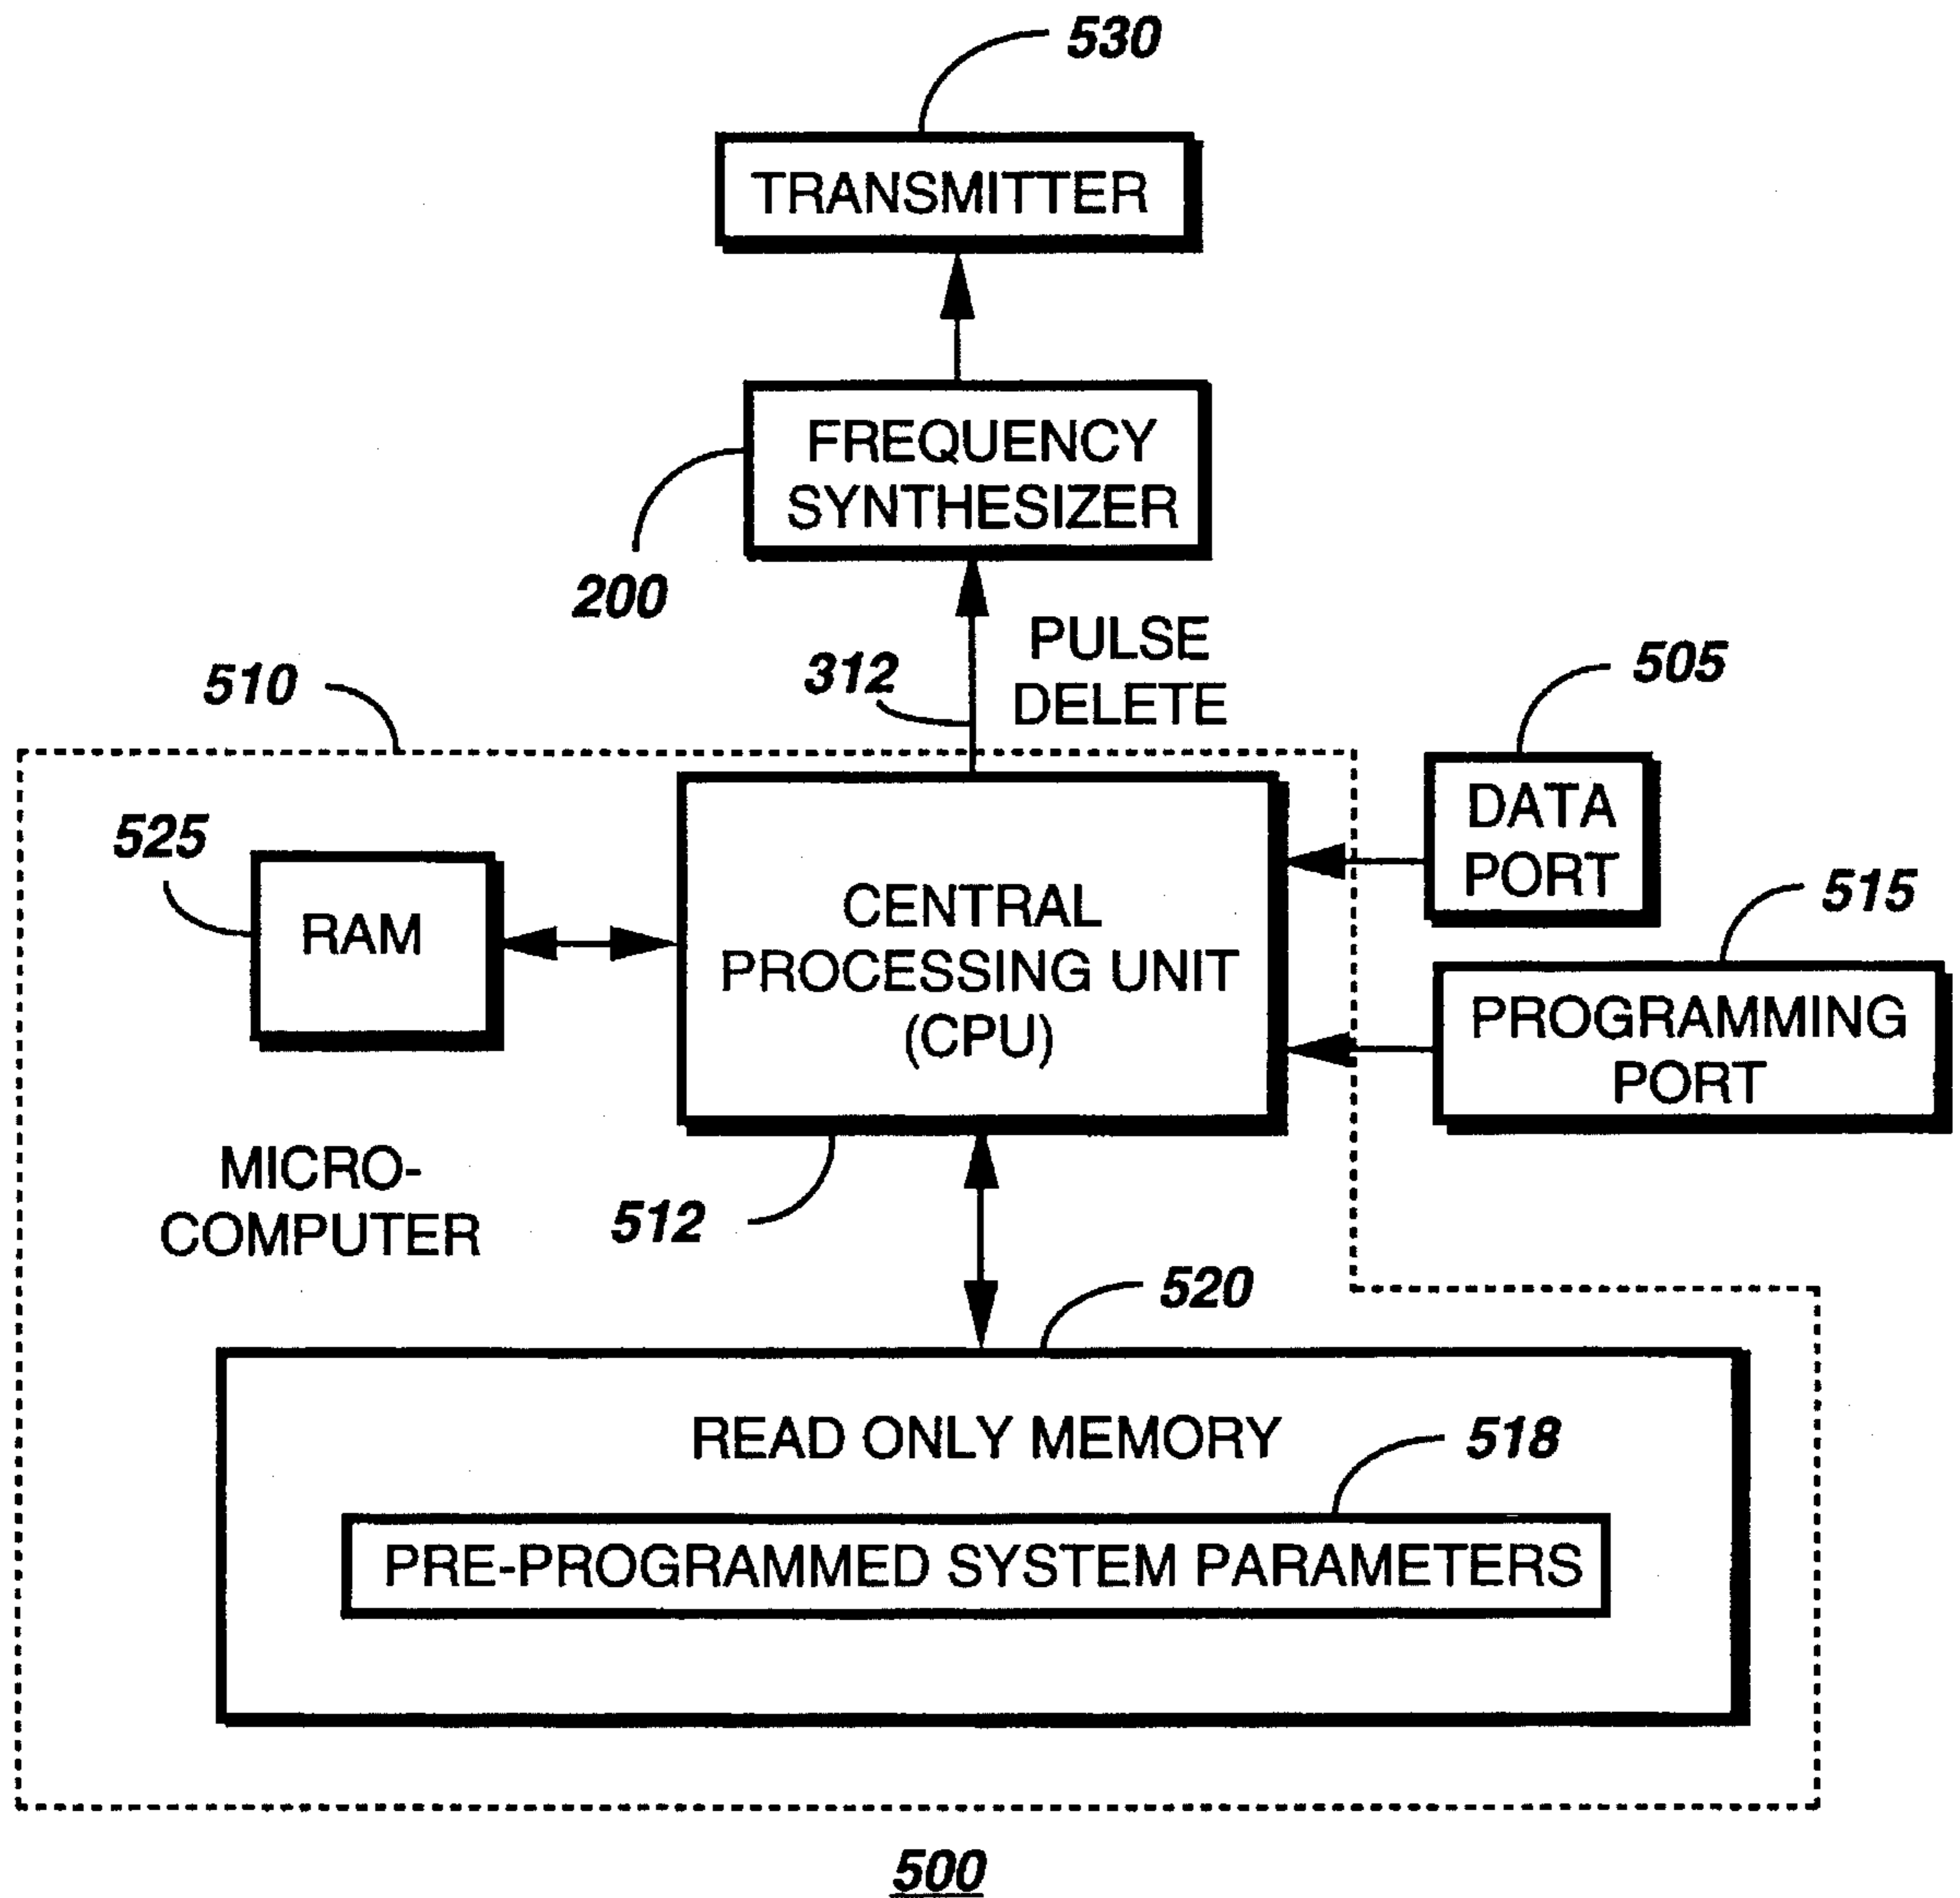 530
TRANSMITTER
FREQUENCY
SYNTHESIZER
200
PULSE
DELETE
312
510
505
DATA
PORT
525
RAM
CENTRAL
PROCESSING UNIT
(CPU)
515
PROGRAMMING
PORT
MICRO-
COMPUTER
512
520
READ ONLY MEMORY
518
PRE-PROGRAMMED SYSTEM PARAMETERS
500